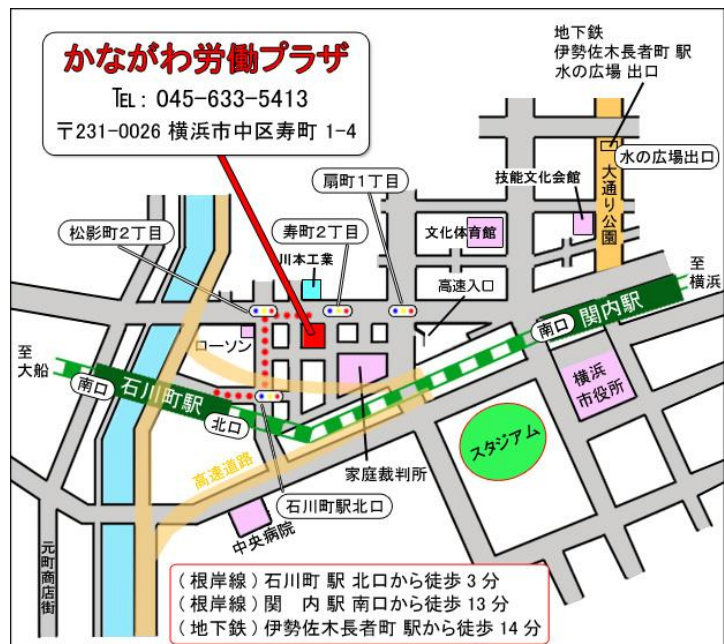 かながわ労働プラザ
TEL: 045-633-5413
〒231-0026 横浜市中区寿町 1-4
地下鉄
伊勢佐木長者町 駅
水の広場 出口
水の広場出口
大通り公園
技能文化会館
扇町1丁目
文化体育館
松影町2丁目
寿町2丁目
川本工業
高速入口
至
横浜
関内駅
南口
ローソン
至
大船
南口
石川町駅
北口
横浜
市役所
スタジアム
家庭裁判所
高速道路
石川町駅北口
中央病院
元町商店街
(根岸線)石川町 駅 北口から徒歩 3 分
(根岸線)関 内 駅 南口から徒歩 13 分
(地下鉄)伊勢佐木長者町 駅から徒歩 14 分